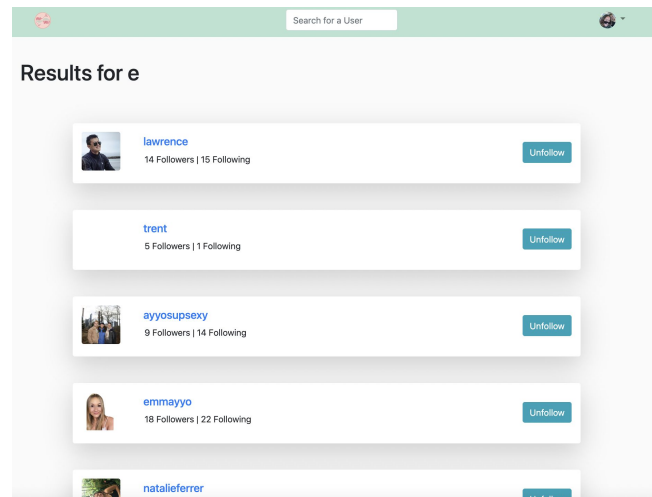 Search for a User
Results for e
lawrence
14 Followers | 15 Following
Unfollow
trent
5 Followers | 1 Following
Unfollow
ayyosupsexy
9 Followers | 14 Following
Unfollow
emmayyo
18 Followers | 22 Following
Unfollow
natalieferrer